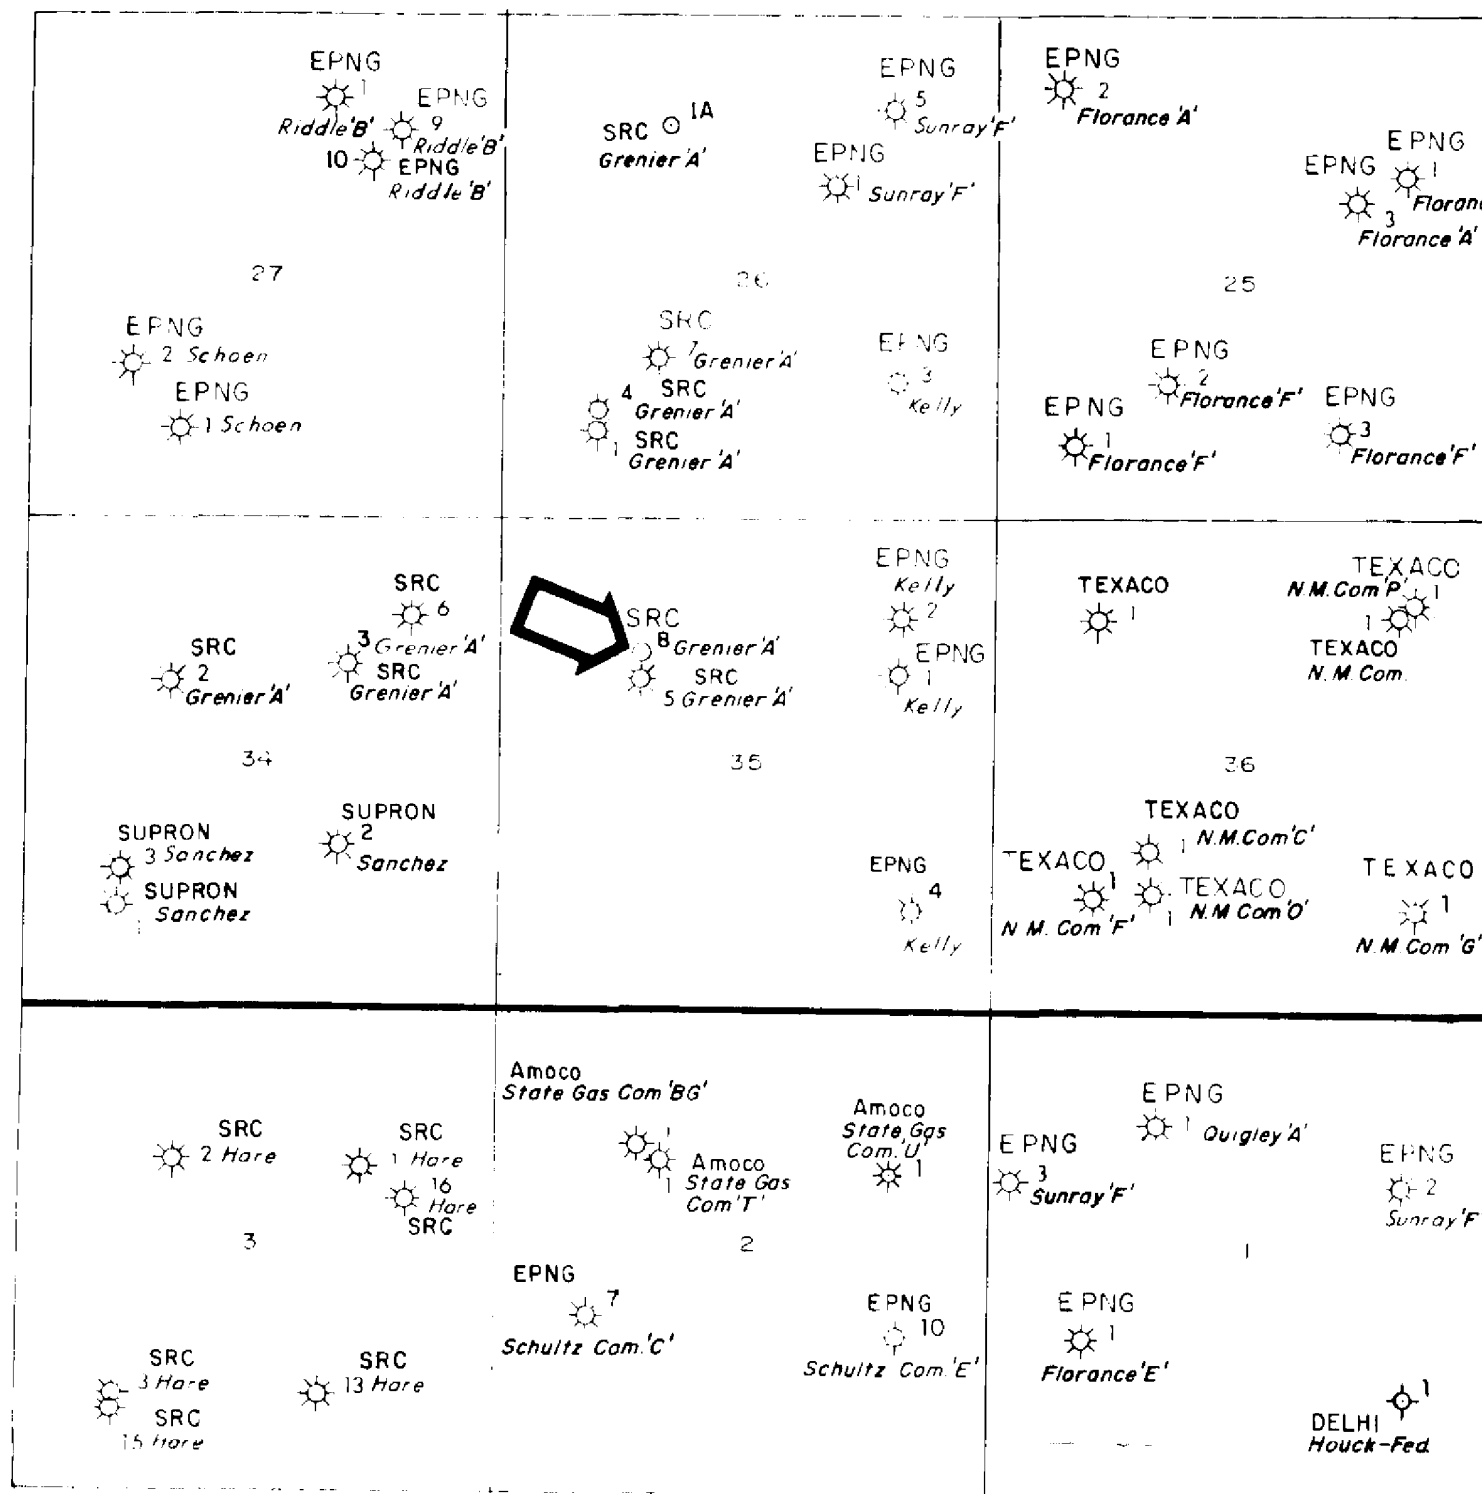 EPNG
1
Riddle 'B'
EPNG
9
Riddle 'B'
10
EPNG
Riddle 'B'
27
EPNG
2 Schoen
EPNG
1 Schoen
SRC
1A
Grenier 'A'
EPNG
5
Sunray 'F'
EPNG
1
Sunray 'F'
26
SRC
7 Grenier 'A'
4 SRC
Grenier 'A'
1 SRC
Grenier 'A'
EPNG
3
Kelly
EPNG
2
Florance 'A'
EPNG
1
EPNG
3
Florance 'A'
25
EPNG
2
Florance 'F'
EPNG
1
Florance 'F'
EPNG
3
Florance 'F'
SRC
6
Grenier 'A'
SRC
2
Grenier 'A'
3
SRC
Grenier 'A'
34
SUPRON
2
Sanchez
SUPRON
3 Sanchez
SUPRON
Sanchez
1
SRC
8 Grenier 'A'
SRC
5 Grenier 'A'
EPNG
Kelly
2
EPNG
1
Kelly
35
EPNG
4
Kelly
TEXACO
1
TEXACO
N.M. Com 'P'
1
1
TEXACO
N.M. Com.
36
TEXACO
1 N.M. Com 'C'
TEXACO
1
N.M. Com 'F'
TEXACO
1 N.M. Com 'O'
TEXACO
1
N.M. Com 'G'
SRC
2 Hare
SRC
1 Hare
16
Hare
SRC
3
SRC
3 Hare
SRC
15 Hare
SRC
13 Hare
Amoco
State Gas Com 'BG'
1
Amoco
State Gas
Com 'T'
1
Amoco
State Gas
Com. 'U'
1
2
EPNG
7
Schultz Com. 'C'
EPNG
10
Schultz Com. 'E'
EPNG
1 Quigley 'A'
EPNG
3
Sunray 'F'
EPNG
2
Sunray 'F
1
EPNG
1
Florance 'E'
1
DELHI
Houck-Fed.